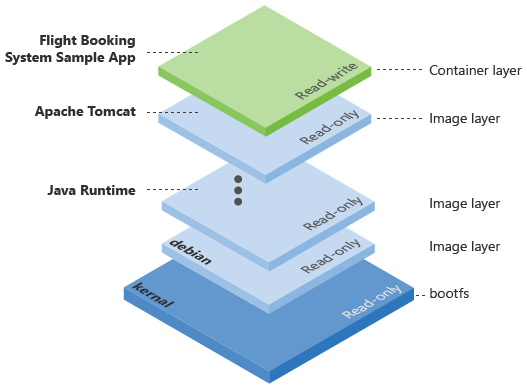 Flight Booking
System Sample App
Read-write
Container layer
Apache Tomcat
Read-only
Image layer
Java Runtime
Read-only
Image layer
debian
Read-only
Image layer
kernal
Read-only
bootfs